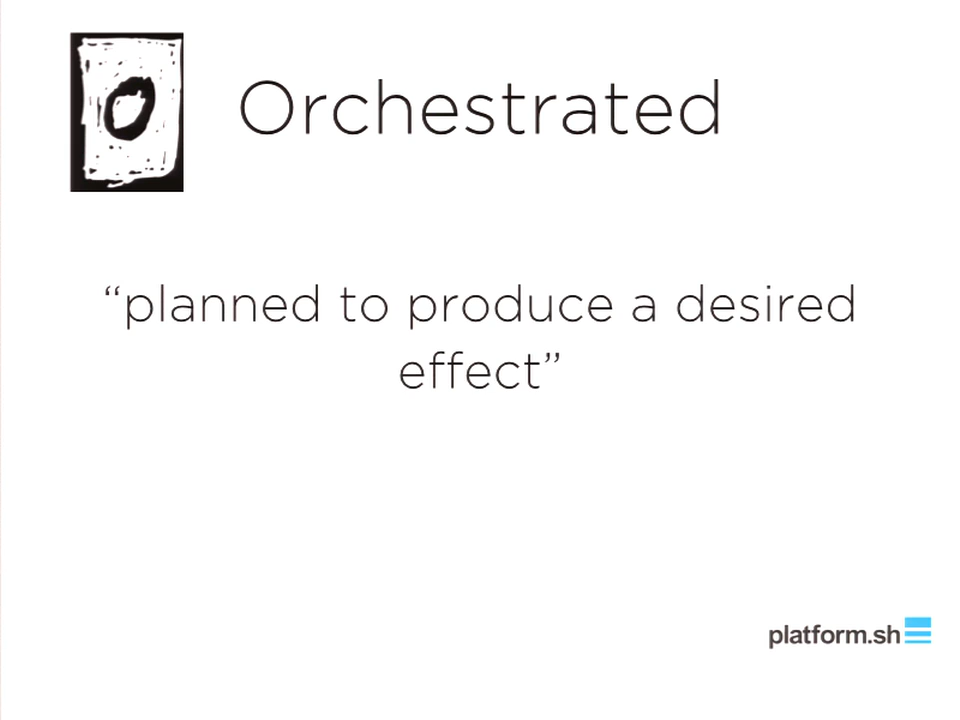 O
Orchestrated
“planned to produce a desired
effect”
platform.sh